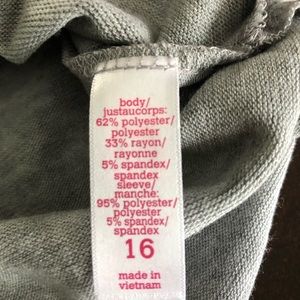 body/
justaucorps:
62% polyester/
polyester
33% rayon/
rayonne
5% spandex/
spandex
sleeve/
manche:
95% polyester/
polyester
5% spandex/
spandex
16
made in
vietnam